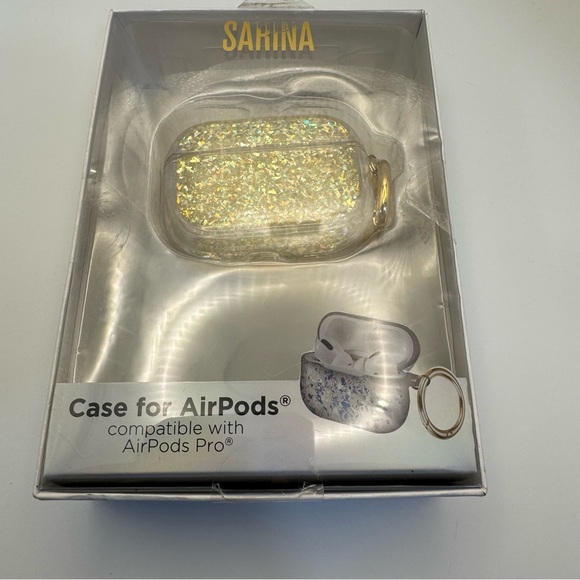 SARINA
Case for AirPods®
compatible with
AirPods Pro®